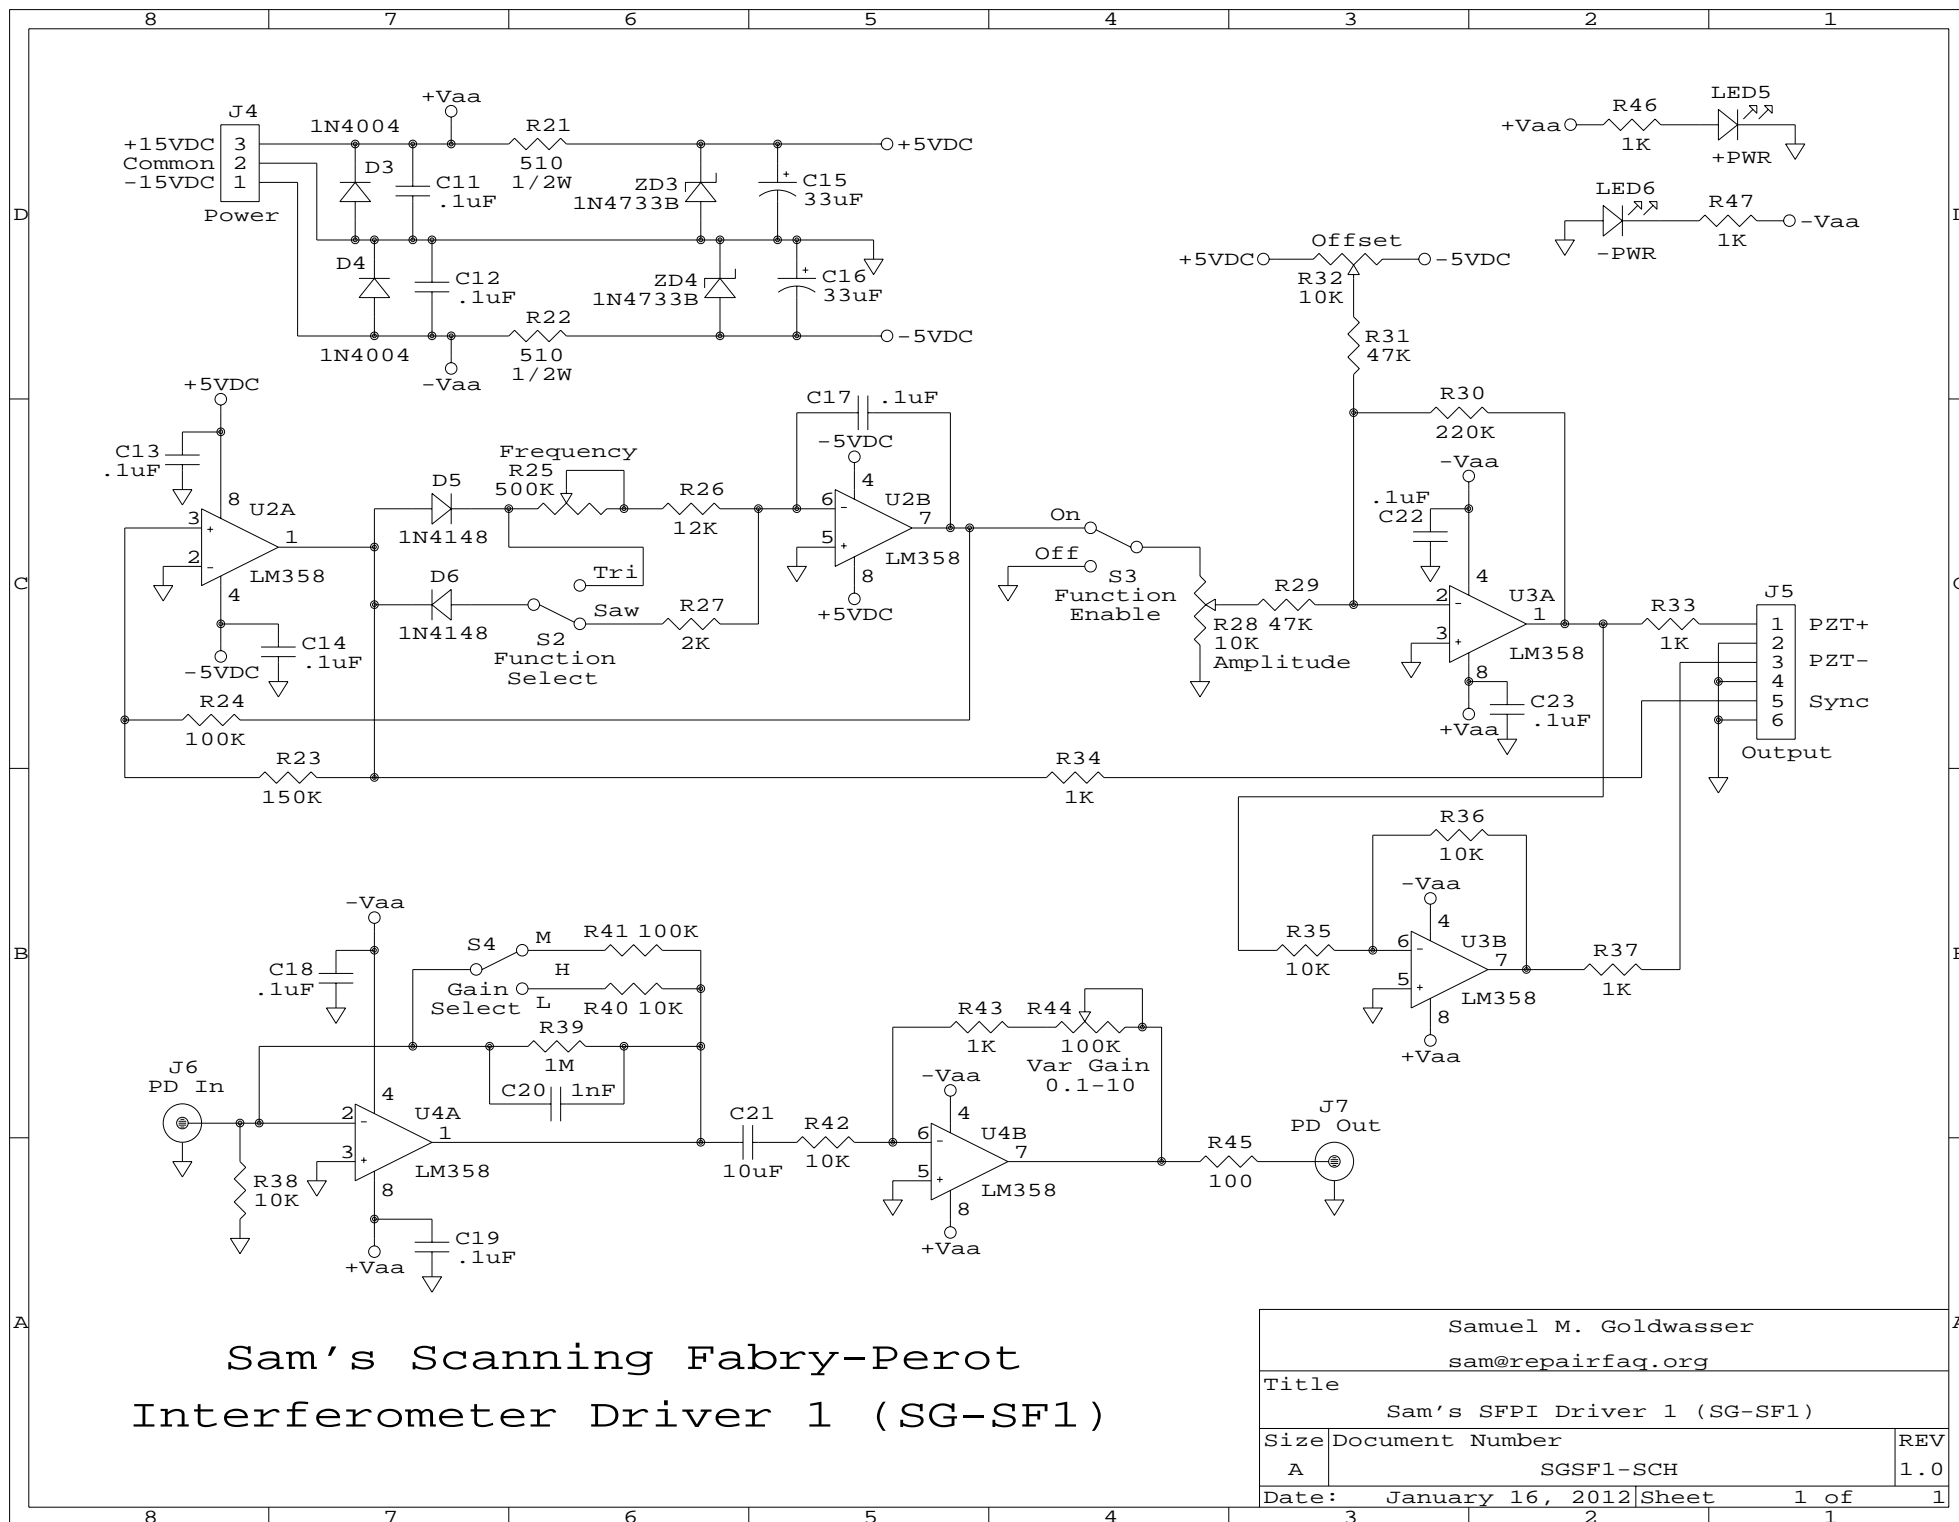 8 7 6 5 4 3 2 1
D
C
B
A
J4
+15VDC 3
Common 2
-15VDC 1
Power
1N4004
+Vaa
D3
C11
.1uF
R21
510
1/2W
ZD3
1N4733B
C15
33uF
+
+5VDC
D4
1N4004
C12
.1uF
-Vaa
R22
510
1/2W
ZD4
1N4733B
C16
33uF
+
-5VDC
+Vaa
R46
1K
LED5
+PWR
LED6
-PWR
R47
1K
-Vaa
Offset
+5VDC
-5VDC
R32
10K
R31
47K
R30
220K
+5VDC
C13
.1uF
8
3
+
2
-
1
4
U2A
LM358
C14
.1uF
-5VDC
R24
100K
R23
150K
D5
1N4148
Frequency
R25
500K
R26
12K
D6
1N4148
Tri
Saw
S2
Function
Select
R27
2K
C17 .1uF
-5VDC
4
6
-
5
+
7
8
U2B
LM358
+5VDC
On
Off
S3
Function
Enable
R28
10K
Amplitude
R29
47K
-Vaa
.1uF
C22
4
2
-
3
+
1
8
U3A
LM358
+Vaa
C23
.1uF
R33
1K
J5
1 PZT+
2
3 PZT-
4
5 Sync
6
Output
R34
1K
R36
10K
R35
10K
-Vaa
4
6
-
5
+
7
8
U3B
LM358
+Vaa
R37
1K
-Vaa
C18
.1uF
S4
M
H
L
Gain
Select
R41 100K
R40 10K
R39
1M
C20 1nF
J6
PD In
R38
10K
4
2
-
3
+
1
8
U4A
LM358
C19
.1uF
+Vaa
C21
10uF
R42
10K
R43
1K
R44
100K
Var Gain
0.1-10
-Vaa
4
6
-
5
+
7
8
U4B
LM358
+Vaa
R45
100
J7
PD Out
Sam's Scanning Fabry-Perot
Interferometer Driver 1 (SG-SF1)
Samuel M. Goldwasser
sam@repairfaq.org
Title
Sam's SFPI Driver 1 (SG-SF1)
Size Document Number REV
A SGSF1-SCH 1.0
Date: January 16, 2012 Sheet 1 of 1
8 7 6 5 4 3 2 1